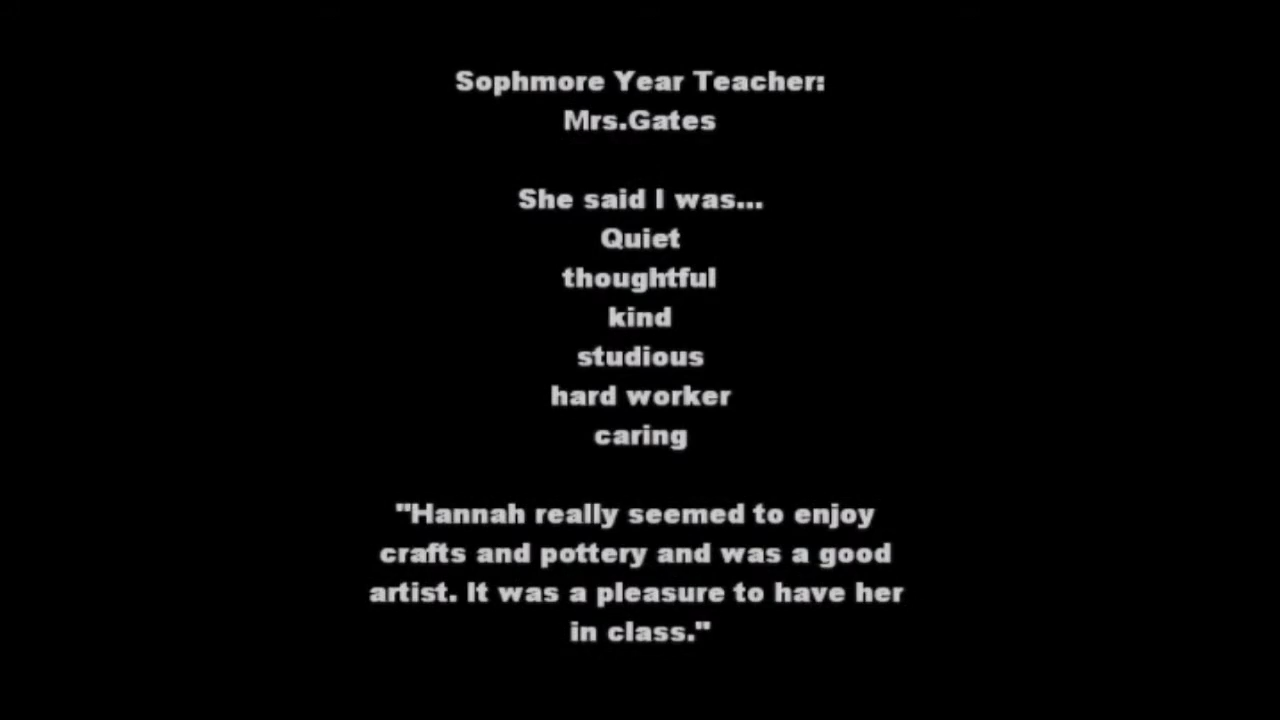 Sophmore Year Teacher:
Mrs.Gates
She said I was...
Quiet
thoughtful
kind
studious
hard worker
caring
"Hannah really seemed to enjoy
crafts and pottery and was a good
artist. It was a pleasure to have her
in class."